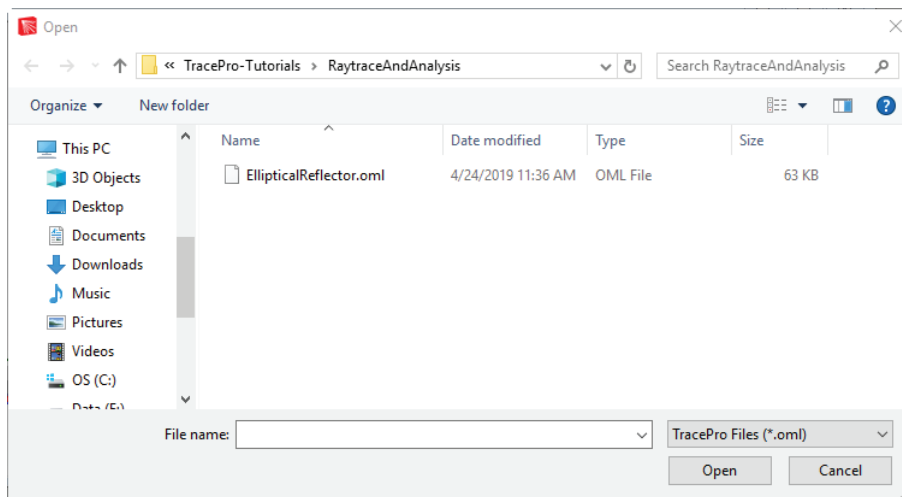 Open
« TracePro-Tutorials > RaytraceAndAnalysis
Search RaytraceAndAnalysis
Organize New folder
Name Date modified Type Size
This PC
3D Objects
Desktop
Documents
Downloads
Music
Pictures
Videos
OS (C:)
Data (E:)
EllipticalReflector.oml 4/24/2019 11:36 AM OML File 63 KB
File name:
TracePro Files (*.oml)
Open Cancel